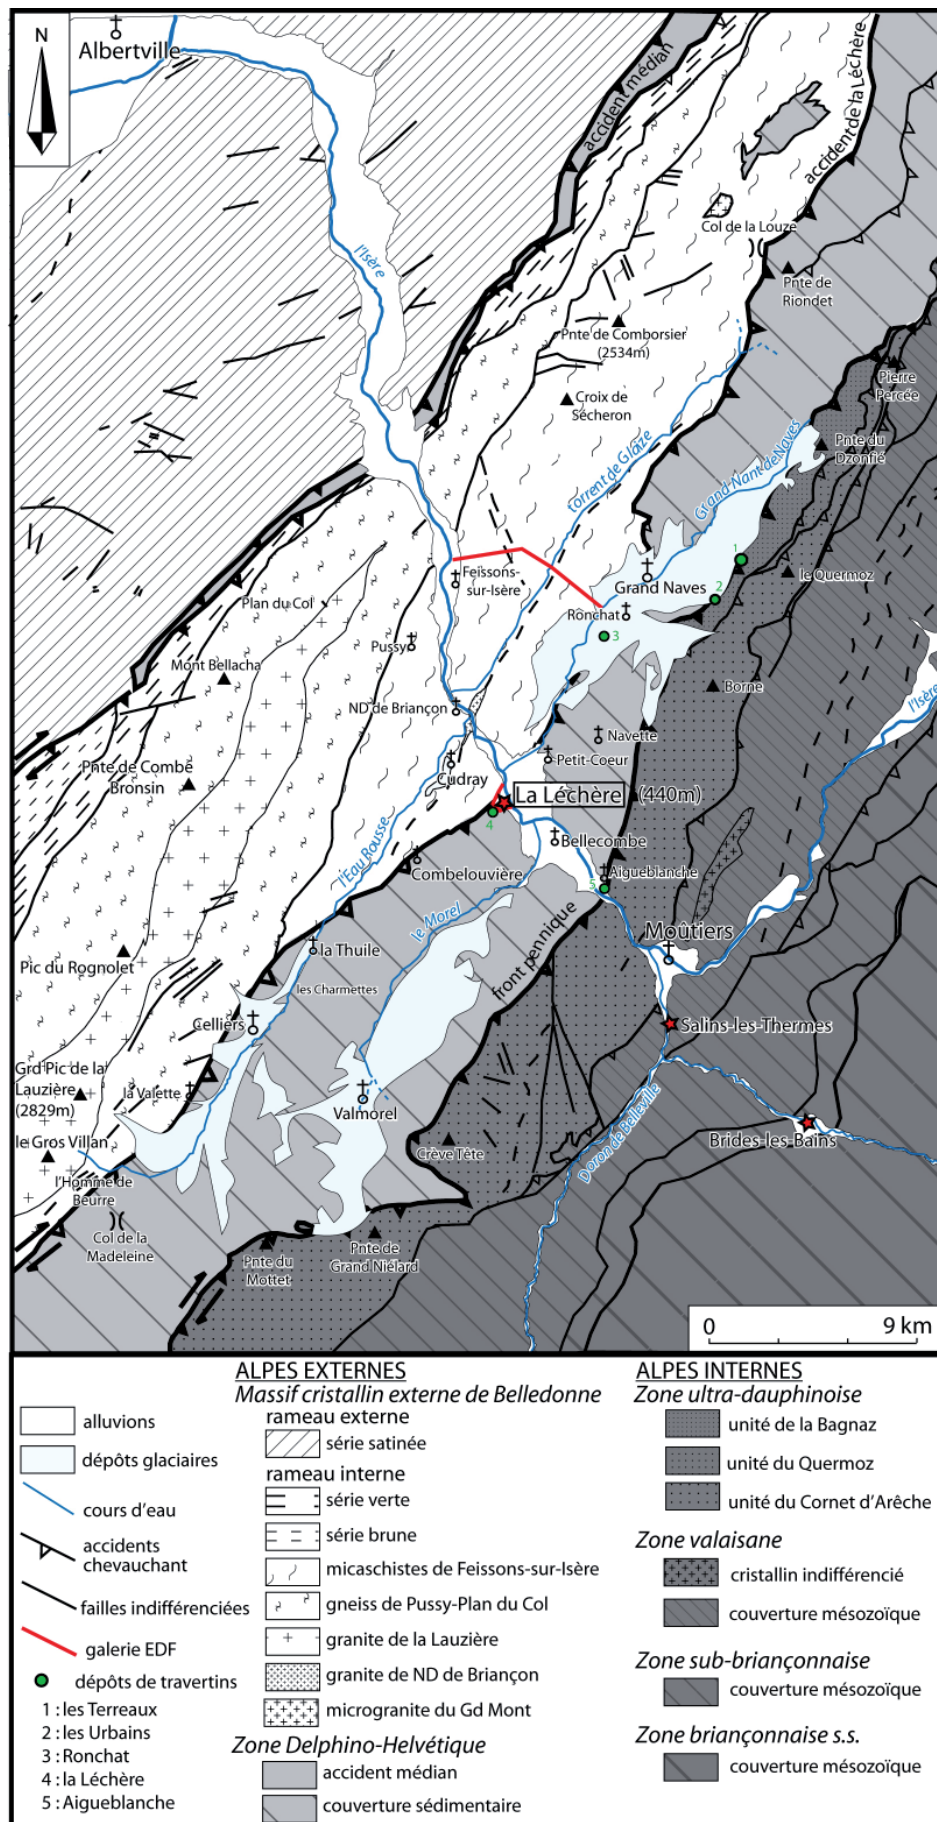 N
Albertville
accident médian
accident de la Léchère
l'Isère
Col de la Louze
Pnte de
Riondet
Pnte de Comborsier
(2534m)
Pierre
Percée
Croix de
Sécheron
torrent de Glaize
Grand Nant de Naves
Pnte du
Dzonfié
1
Feissons-
sur-Isère
le Quermoz
Grand Naves
2
Plan du Col
Rônchat
3
Pussy
Mont Bellacha
Borne
l'Isère
ND de Briançon
Navette
Petit-Coeur
Cudray
Pnte de Combe
Bronsin
La Léchère
(440m)
4
l'Eau Rousse
Bellecombe
Combelouvière
Aigueblanche
5
le Morel
Moûtiers
front pennique
la Thuile
Pic du Rognolet
les Charmettes
Celliers
Salins-les-Thermes
Grd Pic de la
Lauzière
(2829m)
la Valette
Valmorel
Doron de Belleville
Brides-les-Bains
le Gros Villan
Crève Tête
l'Homme de
Beurre
Col de la
Madeleine
Pnte du
Mottet
Pnte de
Grand Niélard
0
9 km
alluvions
dépôts glaciaires
cours d'eau
accidents
chevauchant
failles indifférenciées
galerie EDF
dépôts de travertins
1 : les Terreaux
2 : les Urbains
3 : Ronchat
4 : la Léchère
5 : Aigueblanche
ALPES EXTERNES
Massif cristallin externe de Belledonne
rameau externe
série satinée
rameau interne
série verte
série brune
micaschistes de Feissons-sur-Isère
gneiss de Pussy-Plan du Col
granite de la Lauzière
granite de ND de Briançon
microgranite du Gd Mont
Zone Delphino-Helvétique
accident médian
couverture sédimentaire
ALPES INTERNES
Zone ultra-dauphinoise
unité de la Bagnaz
unité du Quermoz
unité du Cornet d'Arêche
Zone valaisane
cristallin indifférencié
couverture mésozoïque
Zone sub-briançonnaise
couverture mésozoïque
Zone briançonnaise s.s.
couverture mésozoïque